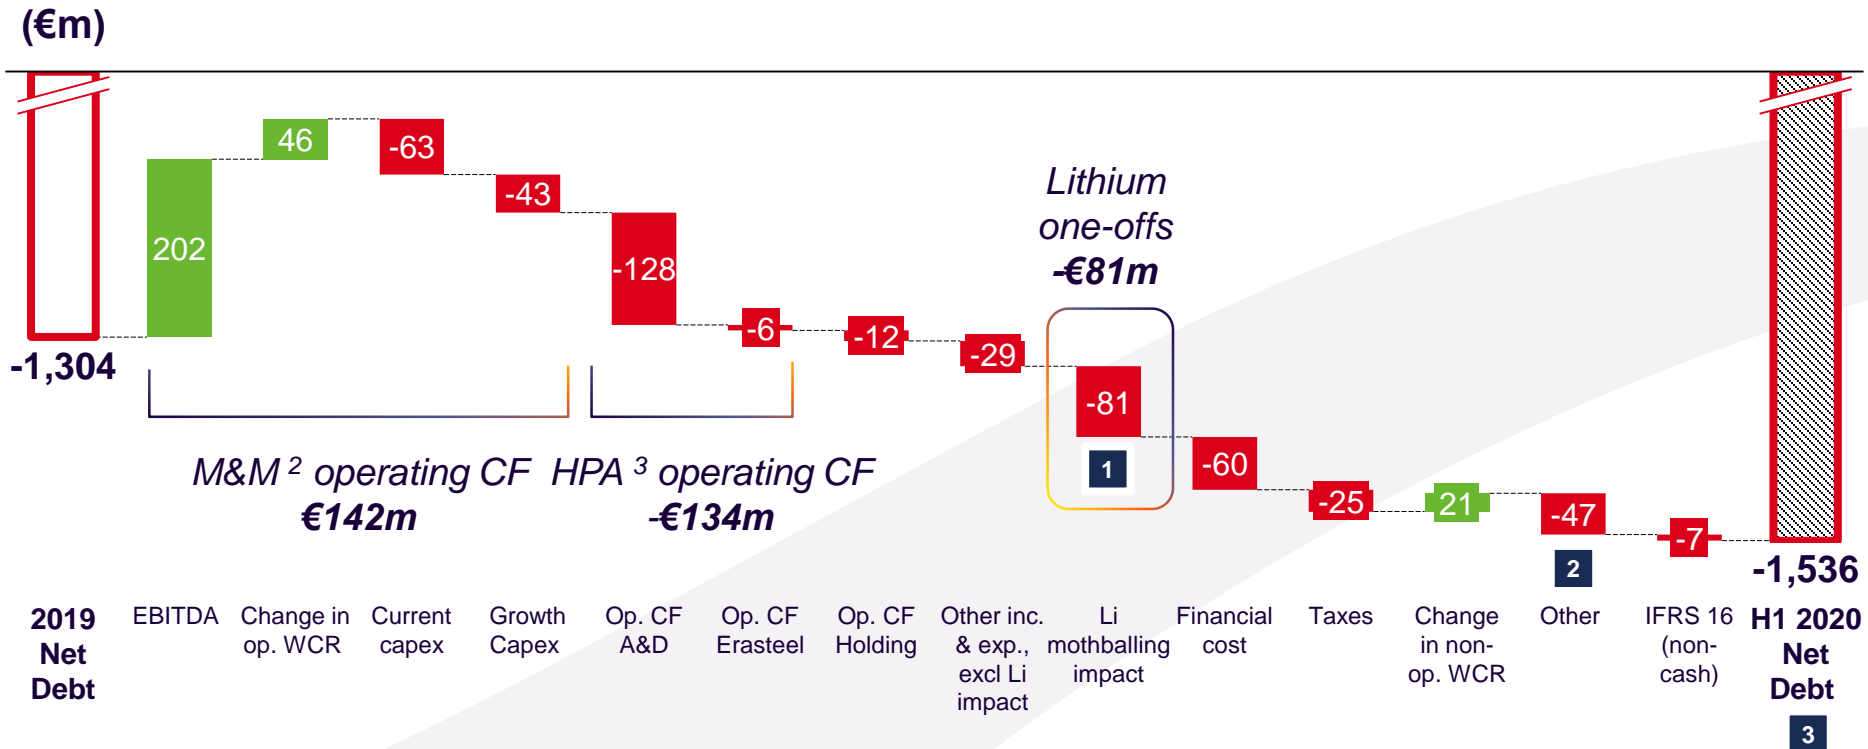 (€m)
202
46
-63
-43
-128
-6
-12
-29
Lithium
one-offs
-€81m
-81
1
-60
-25
21
-47
2
-7
-1,304
-1,536
M&M ² operating CF
€142m
HPA ³ operating CF
-€134m
2019
Net
Debt
EBITDA
Change in
op. WCR
Current
capex
Growth
Capex
Op. CF
A&D
Op. CF
Erasteel
Op. CF
Holding
Other inc.
& exp.,
excl Li
impact
Li
mothballing
impact
Financial
cost
Taxes
Change
in non-
op. WCR
Other
IFRS 16
(non-
cash)
H1 2020
Net
Debt
3